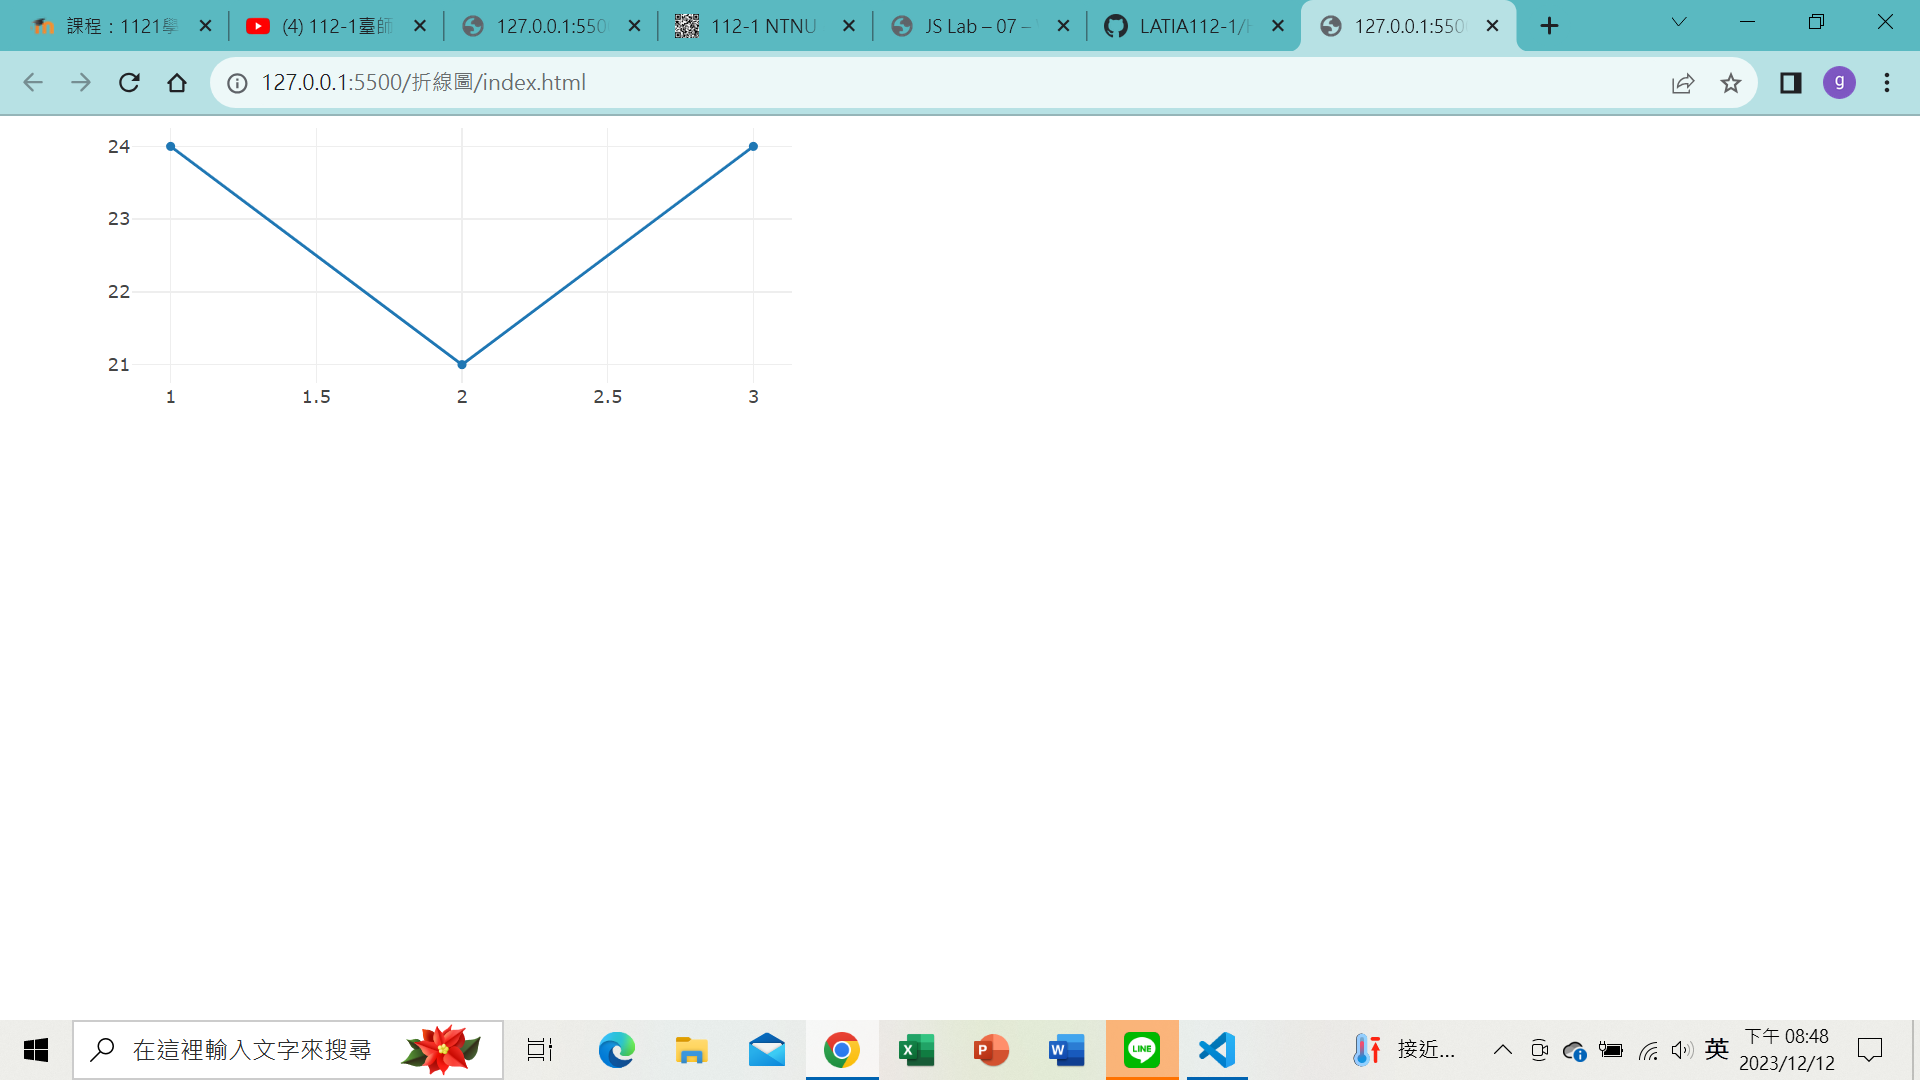 課程：1121學
(4) 112-1臺師
127.0.0.1:550
112-1 NTNU
JS Lab – 07 –
LATIA112-1/
127.0.0.1:550
127.0.0.1:5500/折線圖/index.html
g
24
23
22
21
1 1.5 2 2.5 3
在這裡輸入文字來搜尋
LINE
接近...
英
下午 08:48
2023/12/12